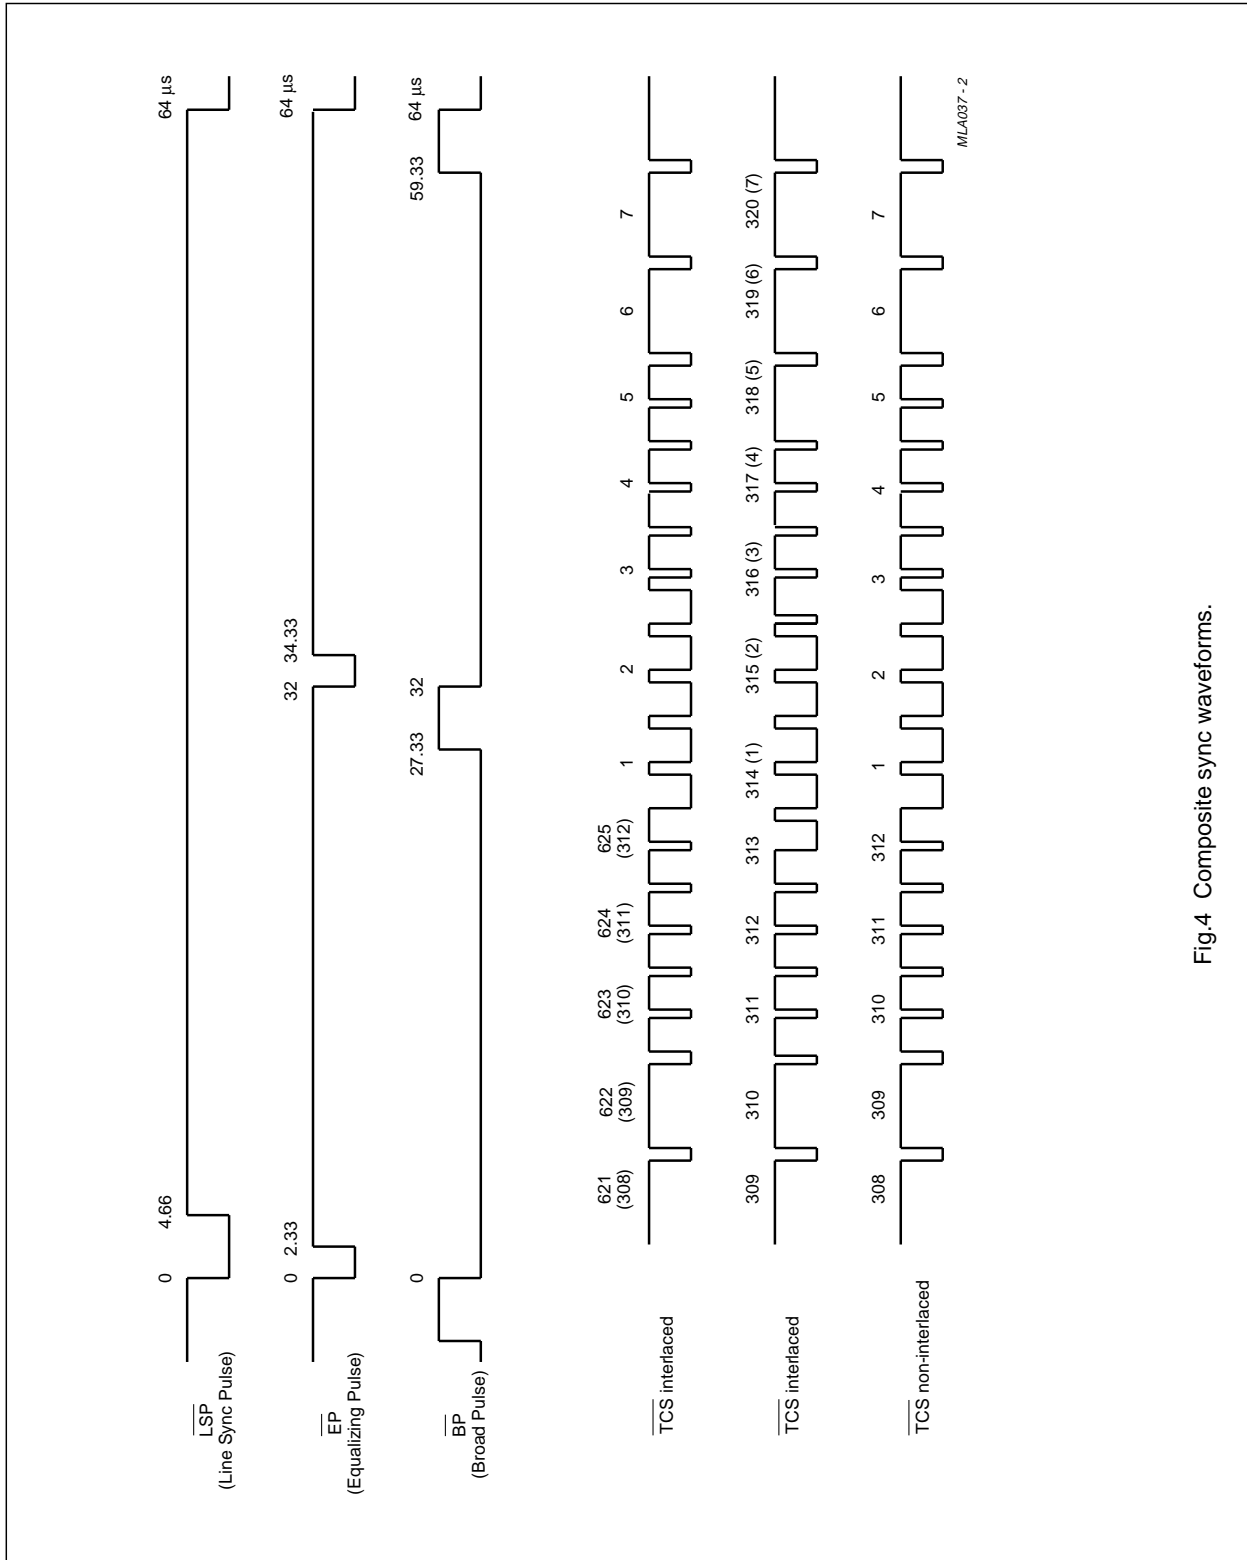 0 4.66 64 μs
LSP
(Line Sync Pulse)
0 2.33 32 34.33 64 μs
EP
(Equalizing Pulse)
0 27.33 32 59.33 64 μs
BP
(Broad Pulse)
621 622 623 624 625 1 2 3 4 5 6 7
(308) (309) (310) (311) (312)
TCS interlaced
309 310 311 312 313 314 (1) 315 (2) 316 (3) 317 (4) 318 (5) 319 (6) 320 (7)
TCS interlaced
308 309 310 311 312 1 2 3 4 5 6 7
TCS non-interlaced
MLA037 - 2
Fig.4 Composite sync waveforms.